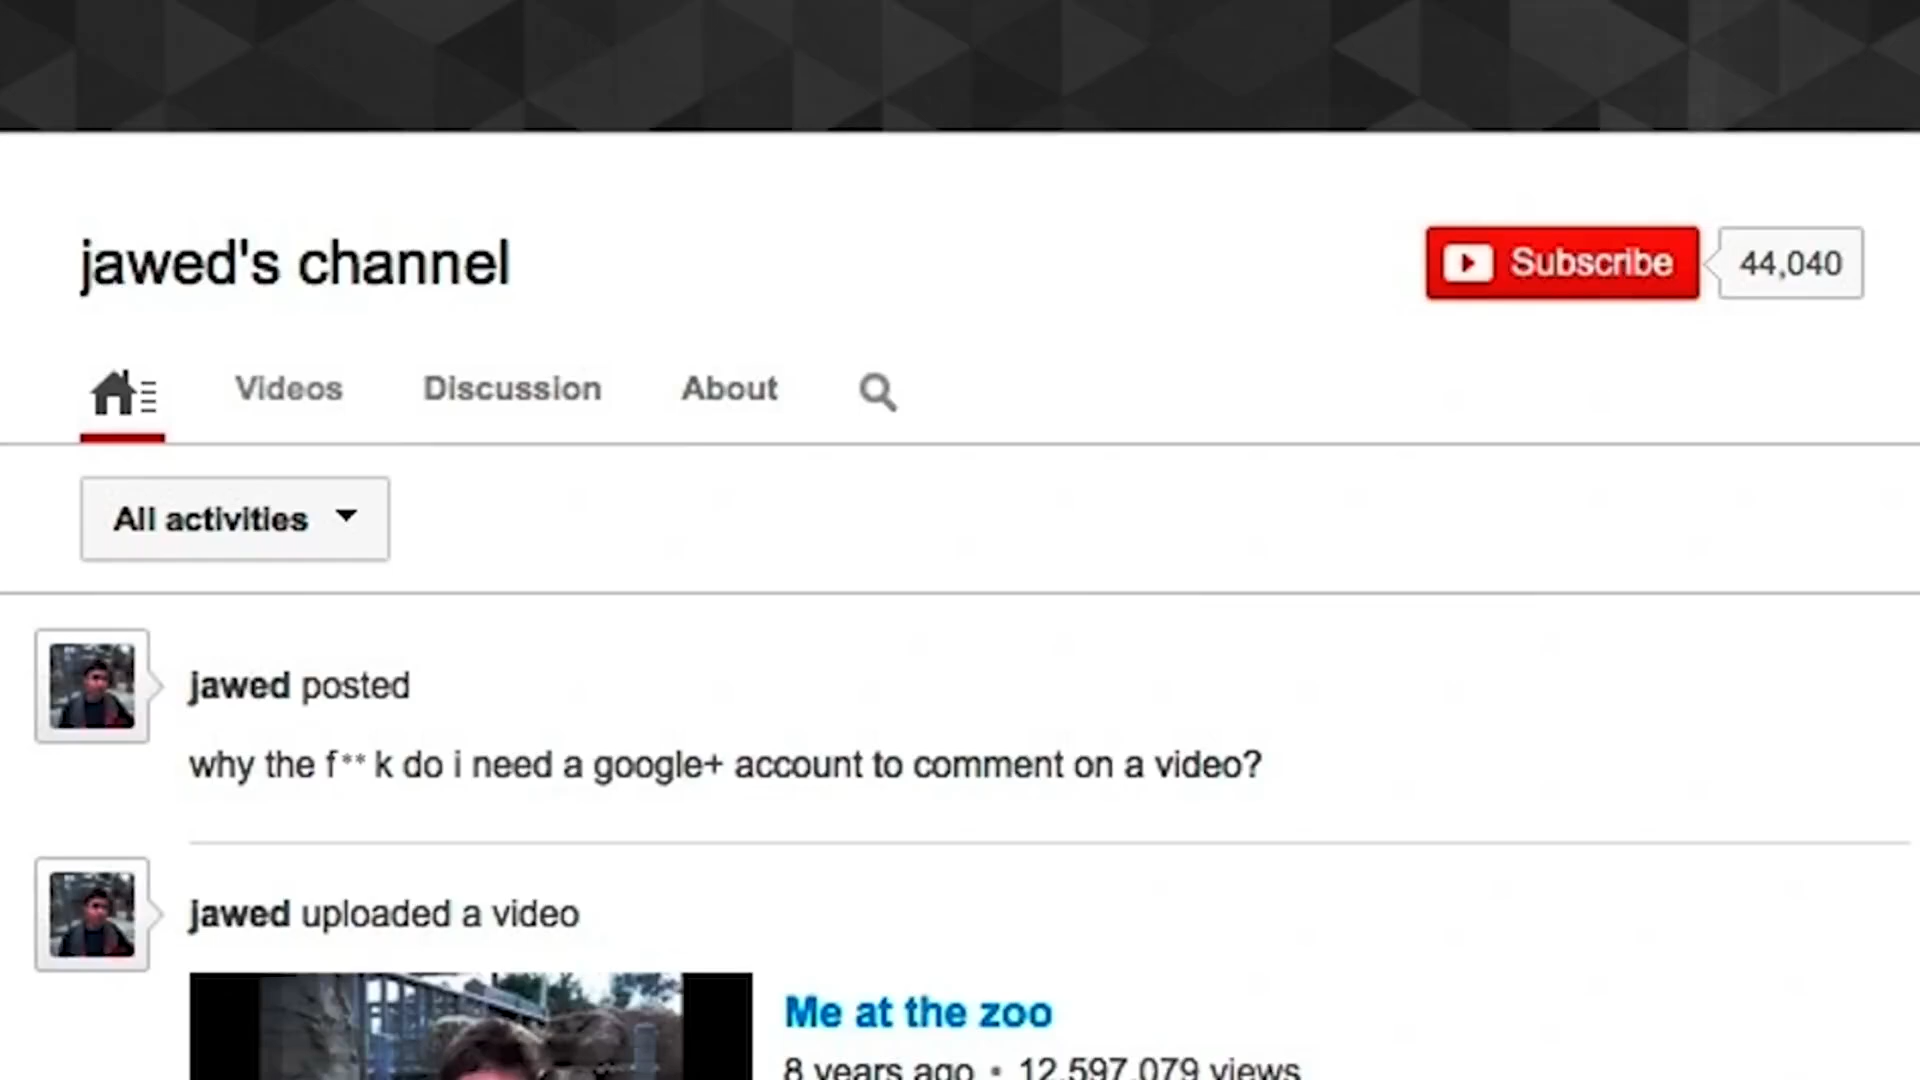 jawed's channel
Subscribe 44,040
Videos Discussion About
All activities
jawed posted
why the f**k do i need a google+ account to comment on a video?
jawed uploaded a video
Me at the zoo
8 years ago • 12,597,079 views